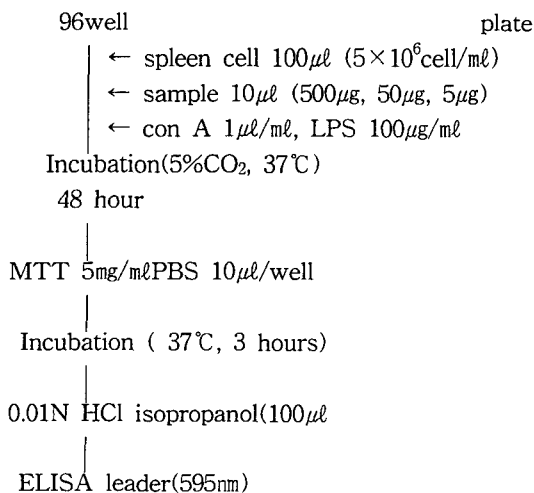 96well plate
← spleen cell 100㎕ (5×10⁶cell/㎖)
← sample 10㎕ (500㎍, 50㎍, 5㎍)
← con A 1㎕/㎖, LPS 100㎍/㎖
Incubation(5%CO₂, 37℃)
48 hour
MTT 5㎎/㎖PBS 10㎕/well
Incubation ( 37℃, 3 hours)
0.01N HCl isopropanol(100㎕
ELISA leader(595㎚)